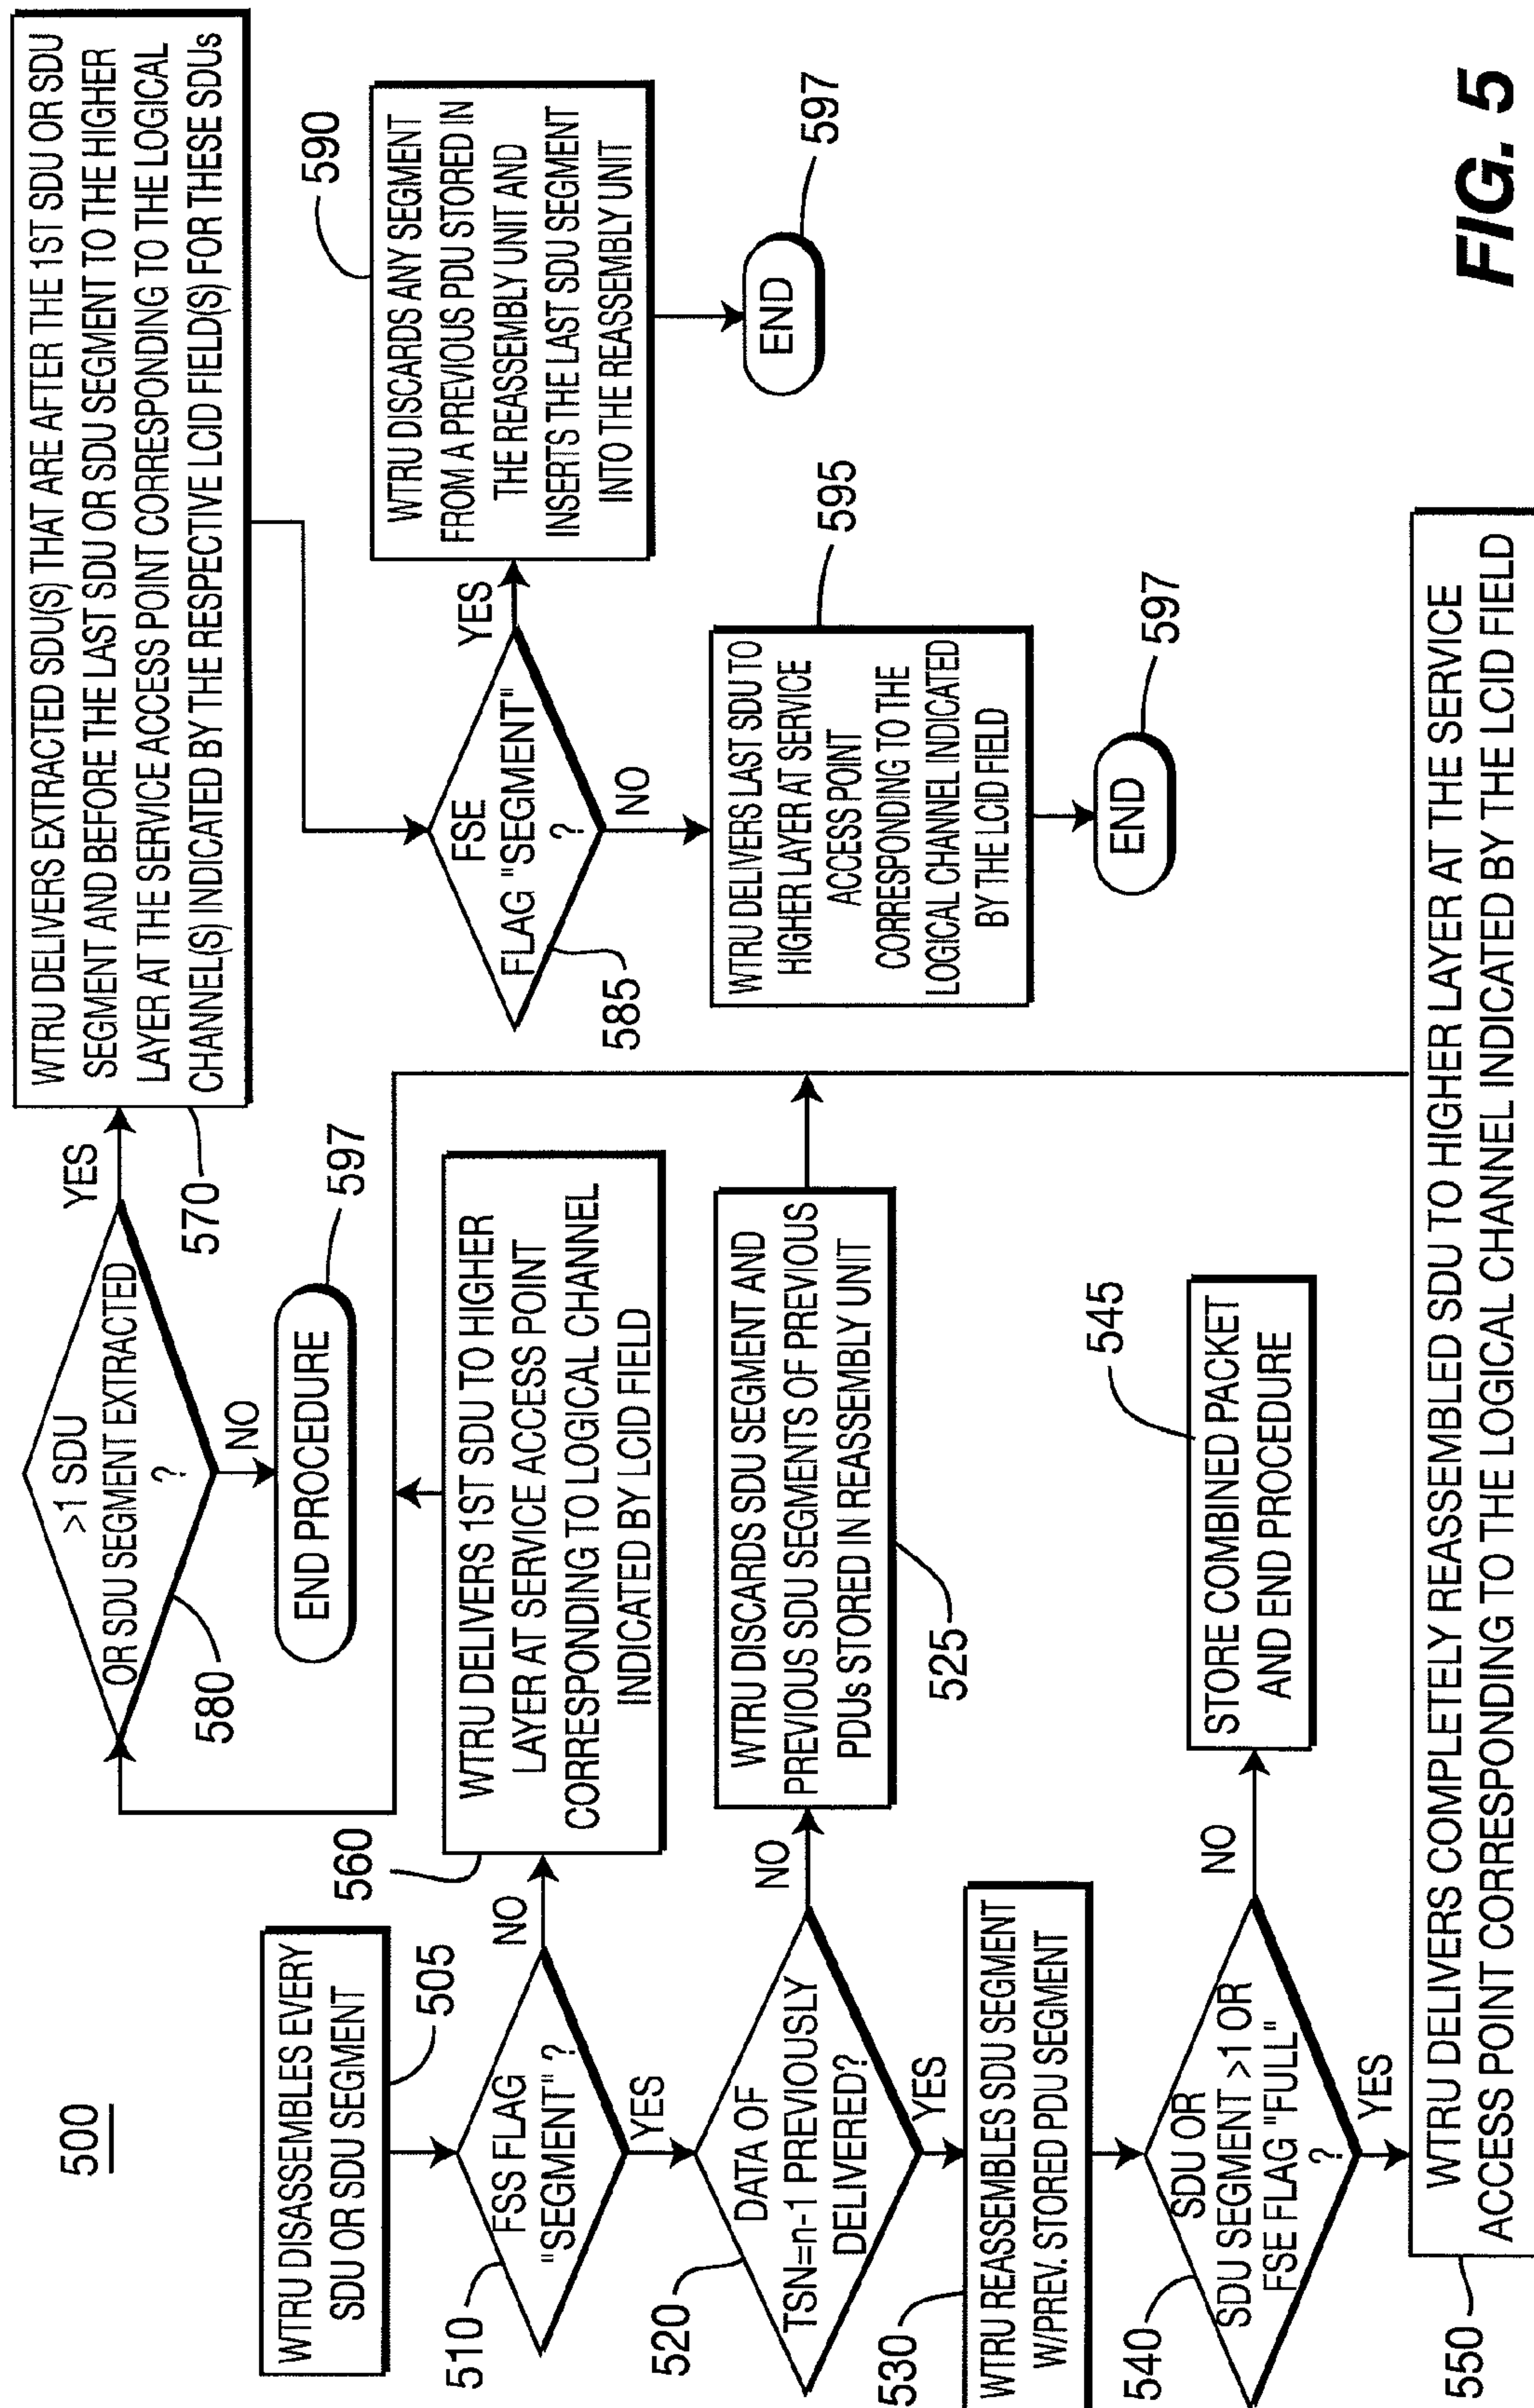 500
WTRU DISASSEMBLES EVERY
SDU OR SDU SEGMENT
505
FSS FLAG
"SEGMENT" ?
510
NO
YES
560
WTRU DELIVERS 1ST SDU TO HIGHER
LAYER AT SERVICE ACCESS POINT
CORRESPONDING TO LOGICAL CHANNEL
INDICATED BY LCID FIELD
DATA OF
TSN=n-1 PREVIOUSLY
DELIVERED?
520
NO
YES
WTRU DISCARDS SDU SEGMENT AND
PREVIOUS SDU SEGMENTS OF PREVIOUS
PDUs STORED IN REASSEMBLY UNIT
525
530
WTRU REASSEMBLES SDU SEGMENT
W/PREV. STORED PDU SEGMENT
SDU OR
SDU SEGMENT >1 OR
FSE FLAG "FULL"
?
540
NO
YES
545
STORE COMBINED PACKET
AND END PROCEDURE
550
WTRU DELIVERS COMPLETELY REASSEMBLED SDU TO HIGHER LAYER AT THE SERVICE
ACCESS POINT CORRESPONDING TO THE LOGICAL CHANNEL INDICATED BY THE LCID FIELD
>1 SDU
OR SDU SEGMENT EXTRACTED
?
580
YES
NO
END PROCEDURE
597
570
WTRU DELIVERS EXTRACTED SDU(S) THAT ARE AFTER THE 1ST SDU OR SDU
SEGMENT AND BEFORE THE LAST SDU OR SDU SEGMENT TO THE HIGHER
LAYER AT THE SERVICE ACCESS POINT CORRESPONDING TO THE LOGICAL
CHANNEL(S) INDICATED BY THE RESPECTIVE LCID FIELD(S) FOR THESE SDUs
FSE
FLAG "SEGMENT"
?
585
YES
NO
590
WTRU DISCARDS ANY SEGMENT
FROM A PREVIOUS PDU STORED IN
THE REASSEMBLY UNIT AND
INSERTS THE LAST SDU SEGMENT
INTO THE REASSEMBLY UNIT
END
597
595
WTRU DELIVERS LAST SDU TO
HIGHER LAYER AT SERVICE
ACCESS POINT
CORRESPONDING TO THE
LOGICAL CHANNEL INDICATED
BY THE LCID FIELD
END
597
FIG. 5